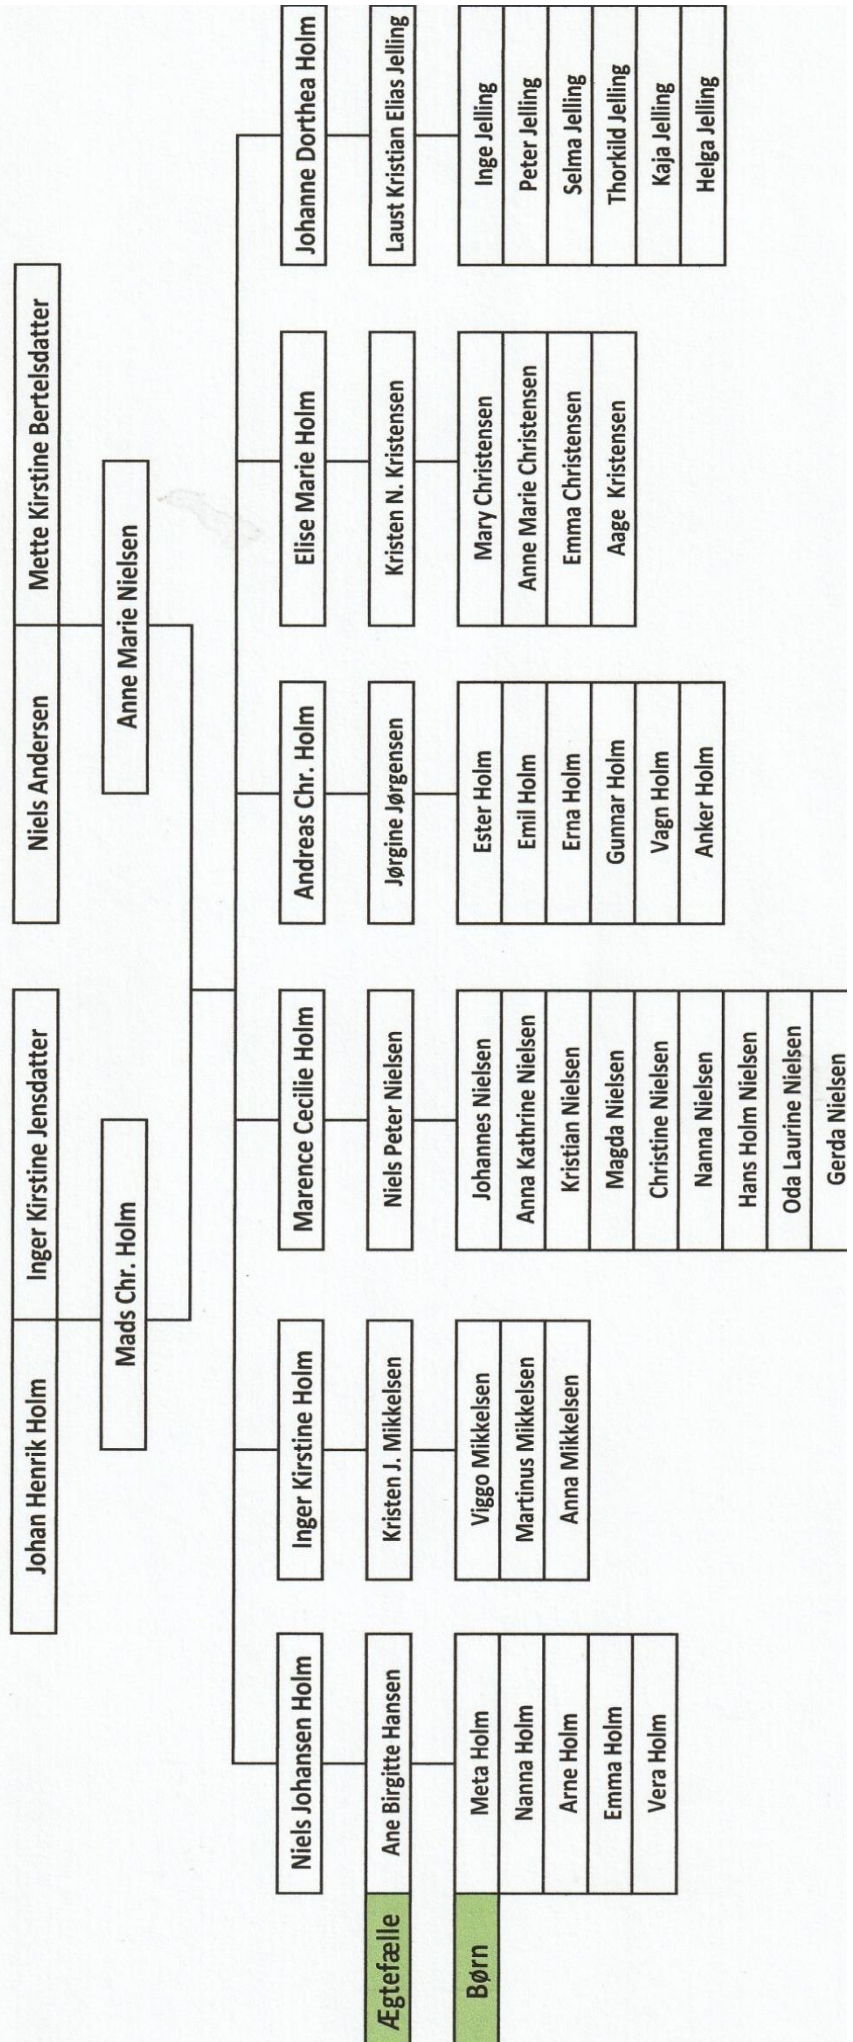 Johan Henrik Holm
Inger Kirstine Jensdatter
Niels Andersen
Mette Kirstine Bertelsdatter
Mads Chr. Holm
Anne Marie Nielsen
Niels Johansen Holm
Inger Kirstine Holm
Marence Cecilie Holm
Andreas Chr. Holm
Elise Marie Holm
Johanne Dorthea Holm
Ægtefælle
Ane Birgitte Hansen
Kristen J. Mikkelsen
Niels Peter Nielsen
Jørgine Jørgensen
Kristen N. Kristensen
Laust Kristian Elias Jelling
Børn
Meta Holm
Nanna Holm
Arne Holm
Emma Holm
Vera Holm
Viggo Mikkelsen
Martinus Mikkelsen
Anna Mikkelsen
Johannes Nielsen
Anna Kathrine Nielsen
Kristian Nielsen
Magda Nielsen
Christine Nielsen
Nanna Nielsen
Hans Holm Nielsen
Oda Laurine Nielsen
Gerda Nielsen
Ester Holm
Emil Holm
Erna Holm
Gunnar Holm
Vagn Holm
Anker Holm
Mary Christensen
Anne Marie Christensen
Emma Christensen
Aage Kristensen
Inge Jelling
Peter Jelling
Selma Jelling
Thorkild Jelling
Kaja Jelling
Helga Jelling